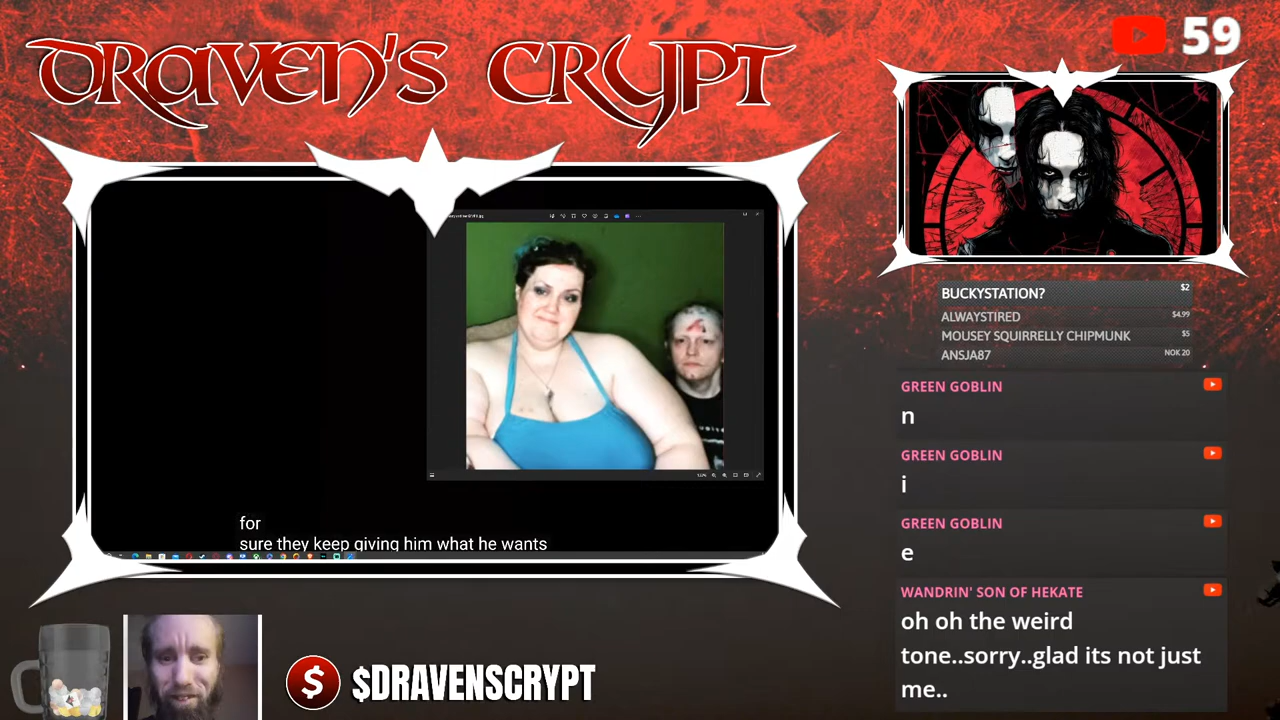 DRAVEN'S CRYPT
59
BUCKYSTATION? $2
ALWAYSTIRED $4.99
MOUSEY SQUIRRELLY CHIPMUNK $5
ANSJA87 NOK 20
GREEN GOBLIN
n
GREEN GOBLIN
i
GREEN GOBLIN
e
WANDRIN' SON OF HEKATE
oh oh the weird
tone..sorry..glad its not just
me..
for
sure they keep giving him what he wants
$ $DRAVENSCRYPT